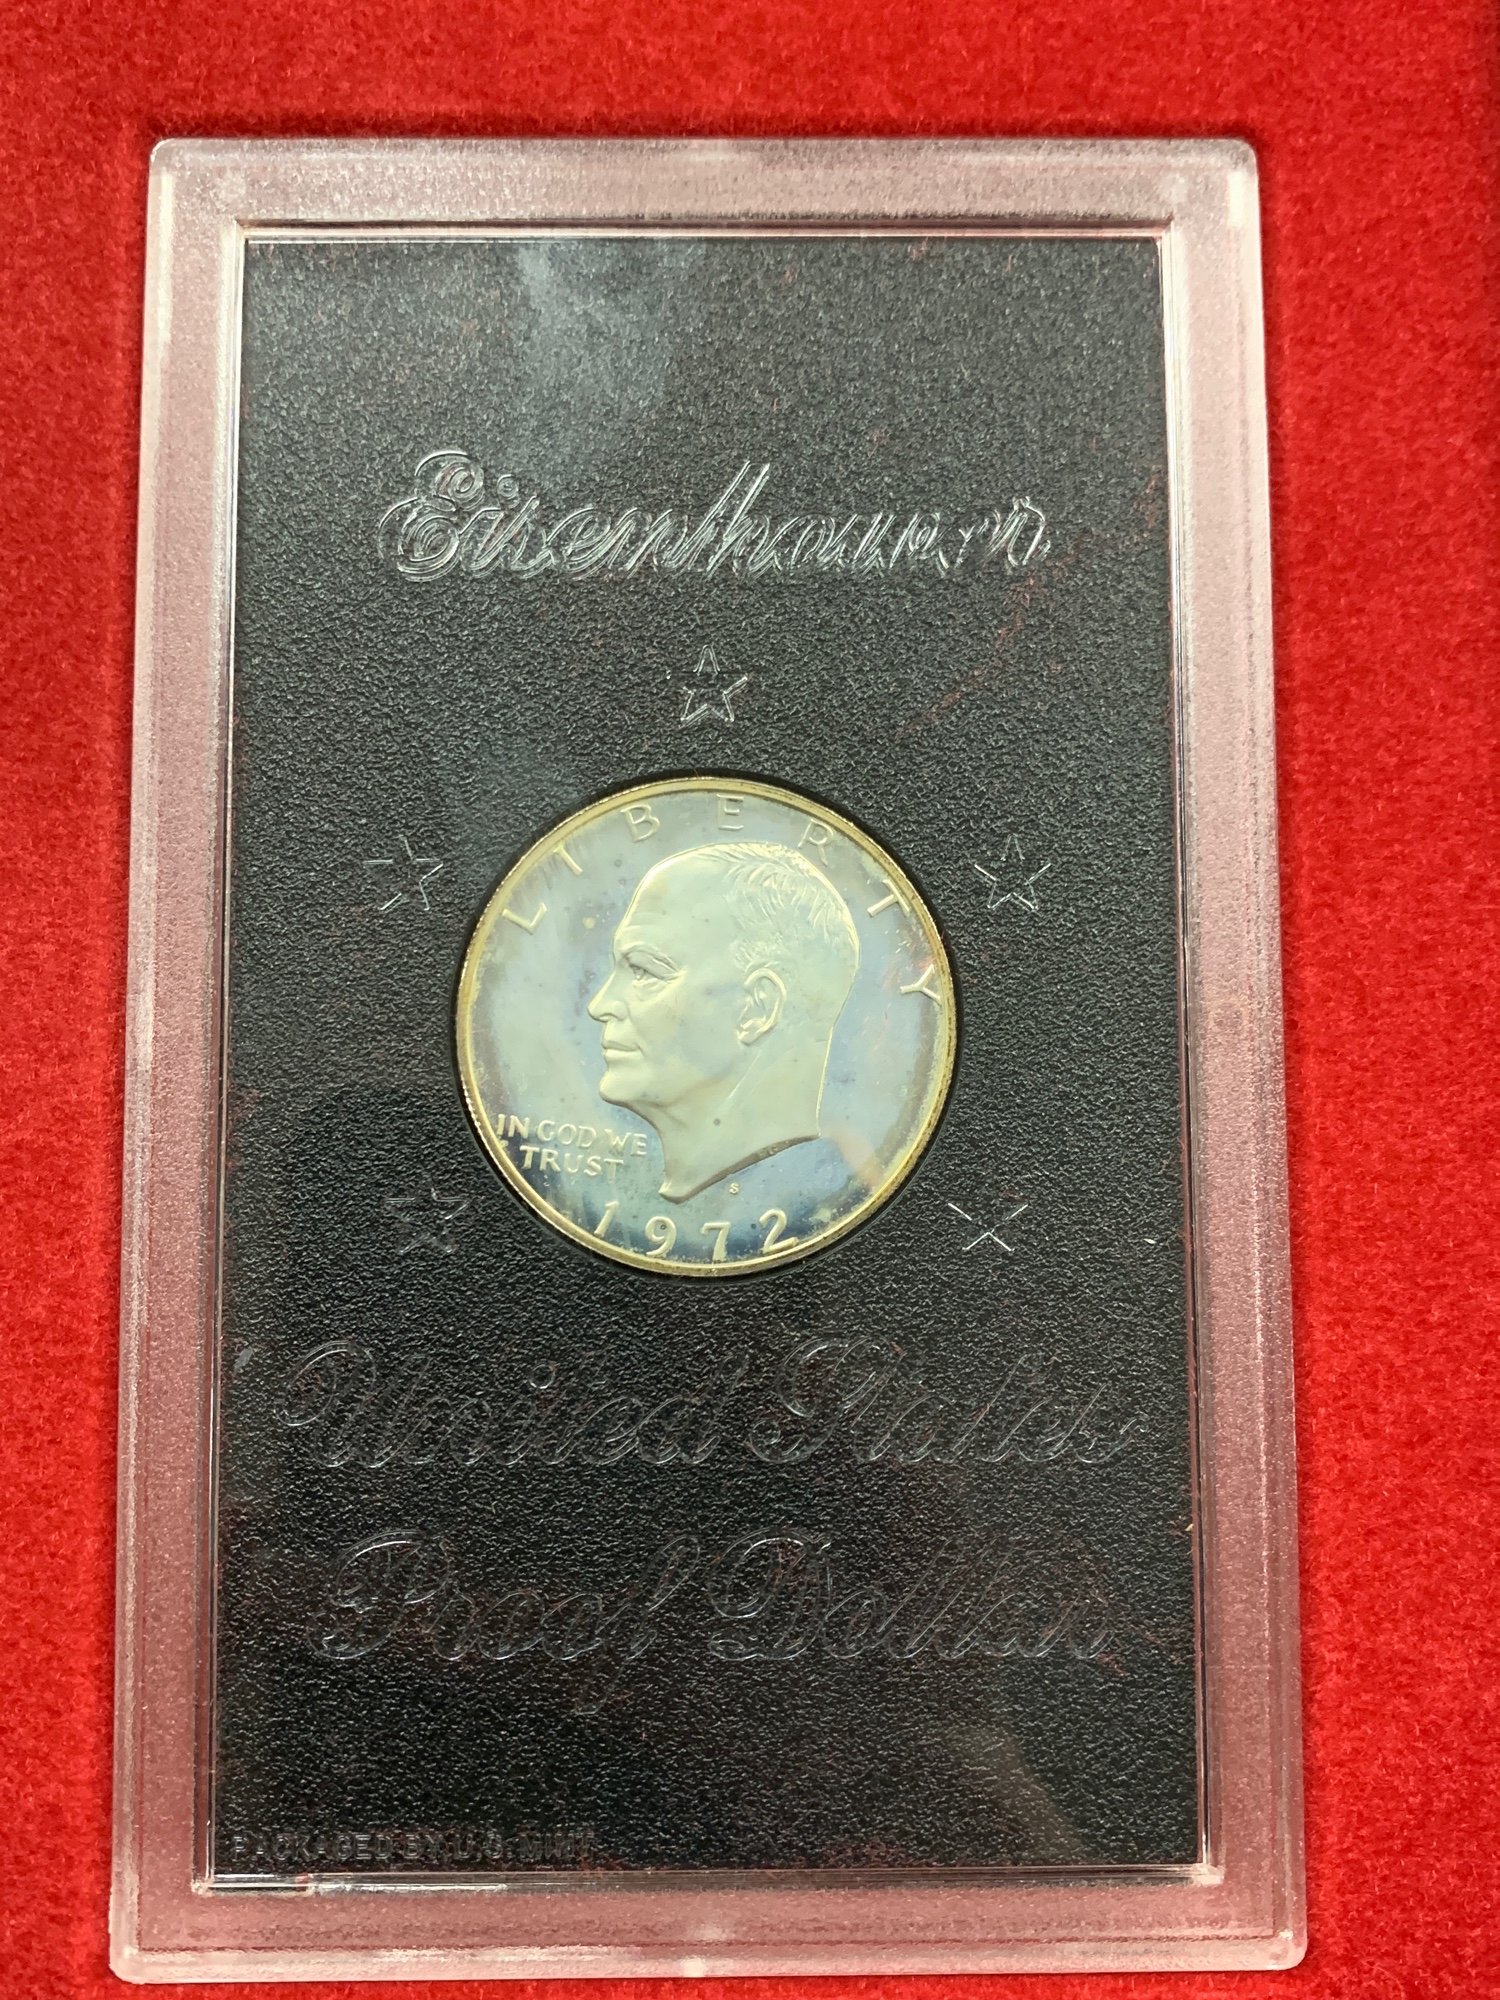 Eisenhower
LIBERTY
IN GOD WE
TRUST
S
1972
United States
Proof Dollar
PACKAGED BY U.S. MINT